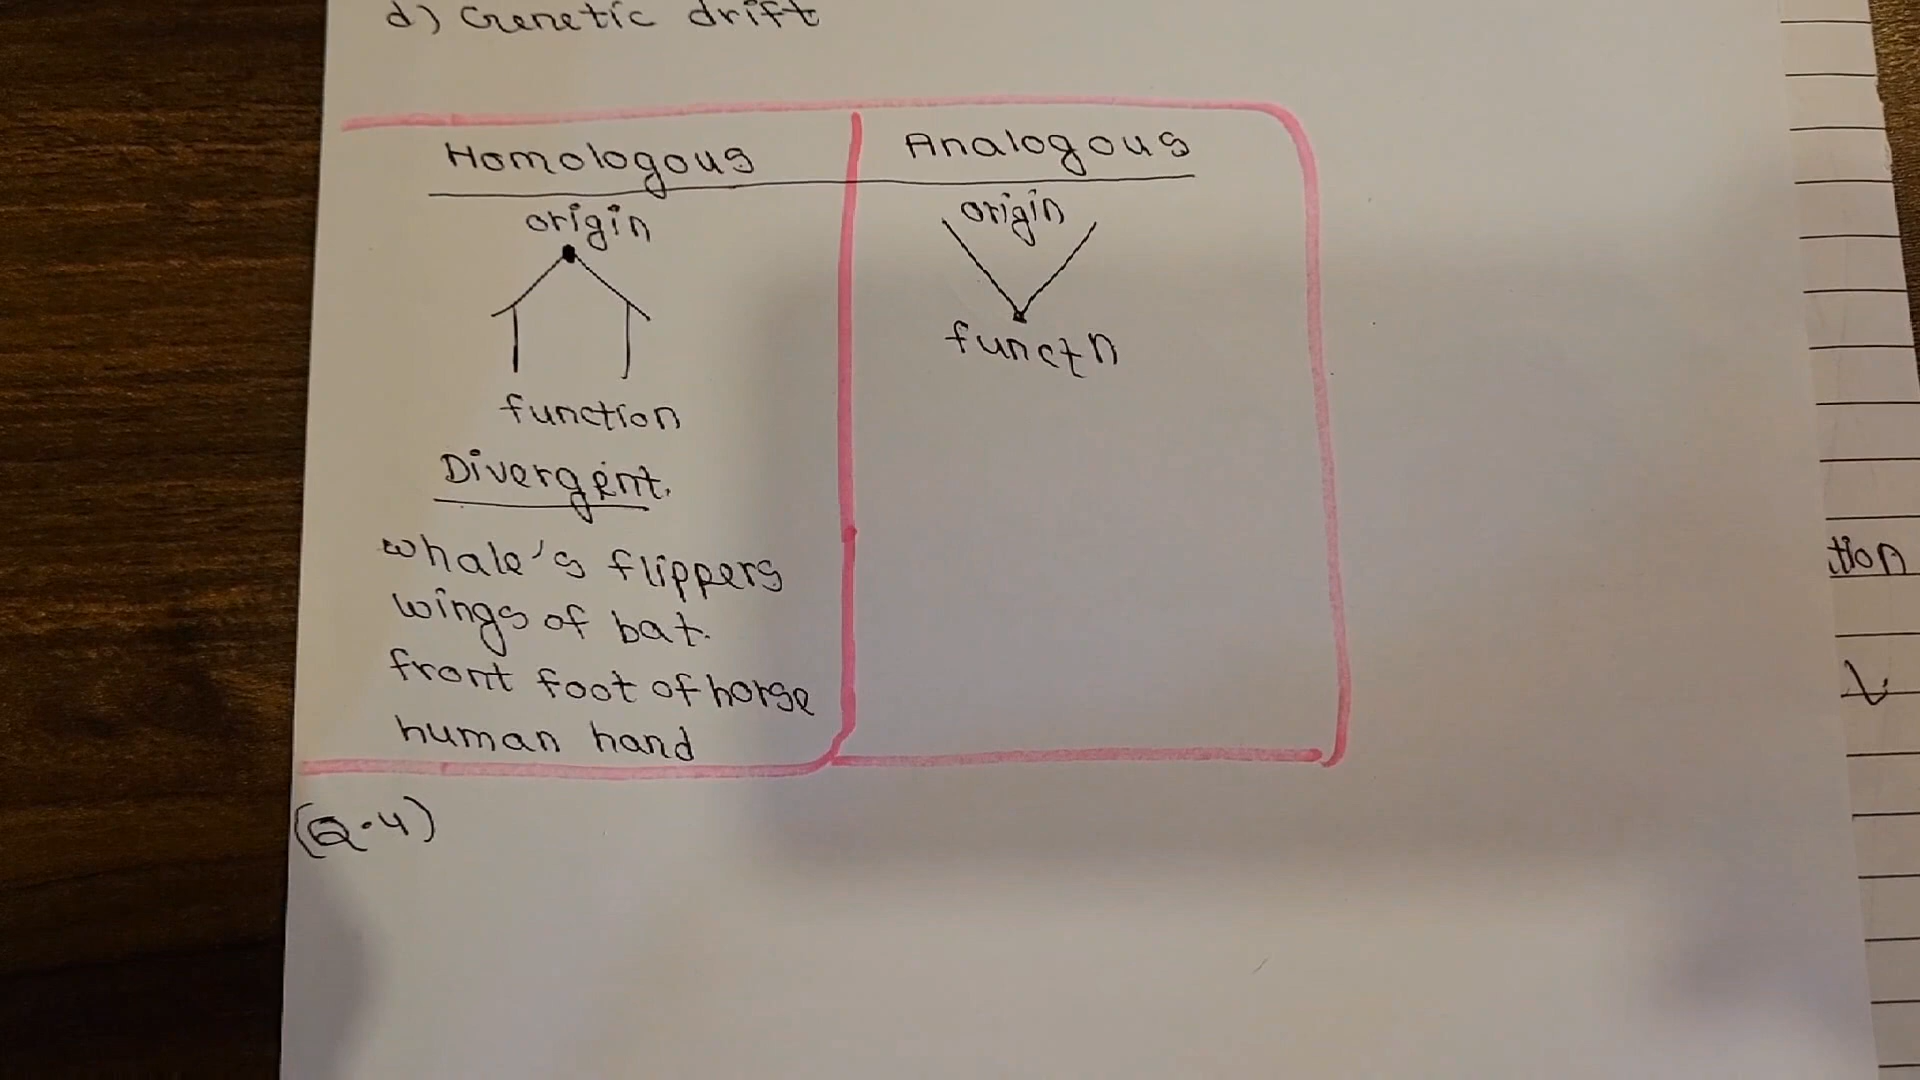 d) Genetic drift
Homologous
origin
function
Divergent.
whale's flippers
wings of bat.
front foot of horse
human hand
Analogous
origin
functn
(Q.4)
tion